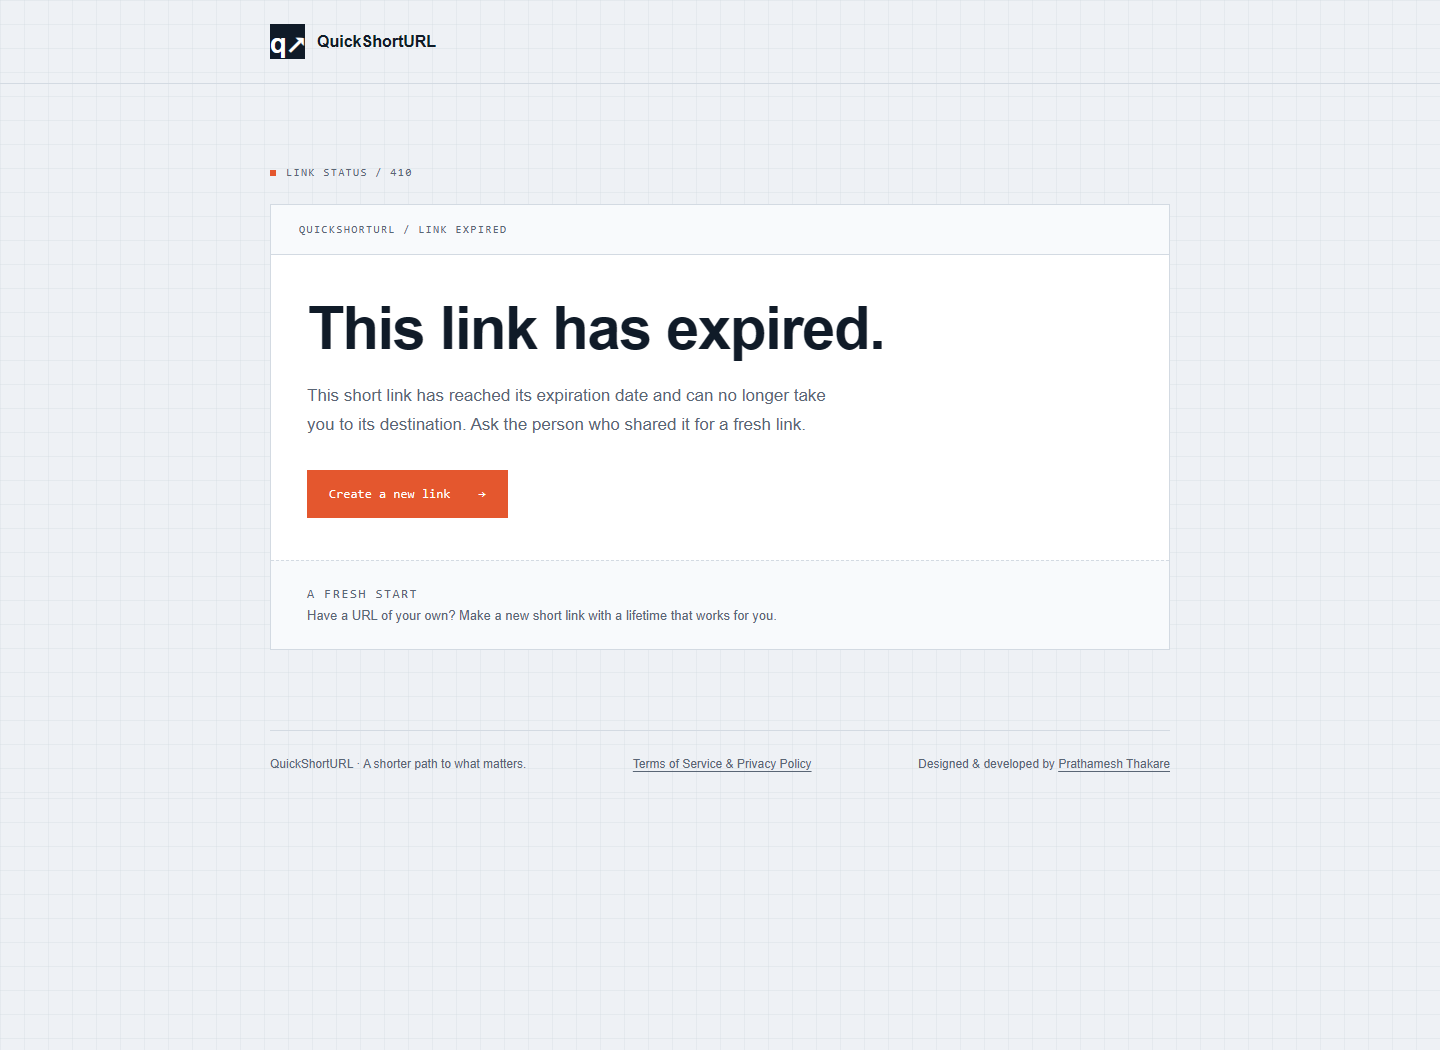 q↗ QuickShortURL
LINK STATUS / 410
QUICKSHORTURL / LINK EXPIRED
This link has expired.
This short link has reached its expiration date and can no longer take
you to its destination. Ask the person who shared it for a fresh link.
Create a new link →
A FRESH START
Have a URL of your own? Make a new short link with a lifetime that works for you.
QuickShortURL · A shorter path to what matters.
Terms of Service & Privacy Policy
Designed & developed by Prathamesh Thakare